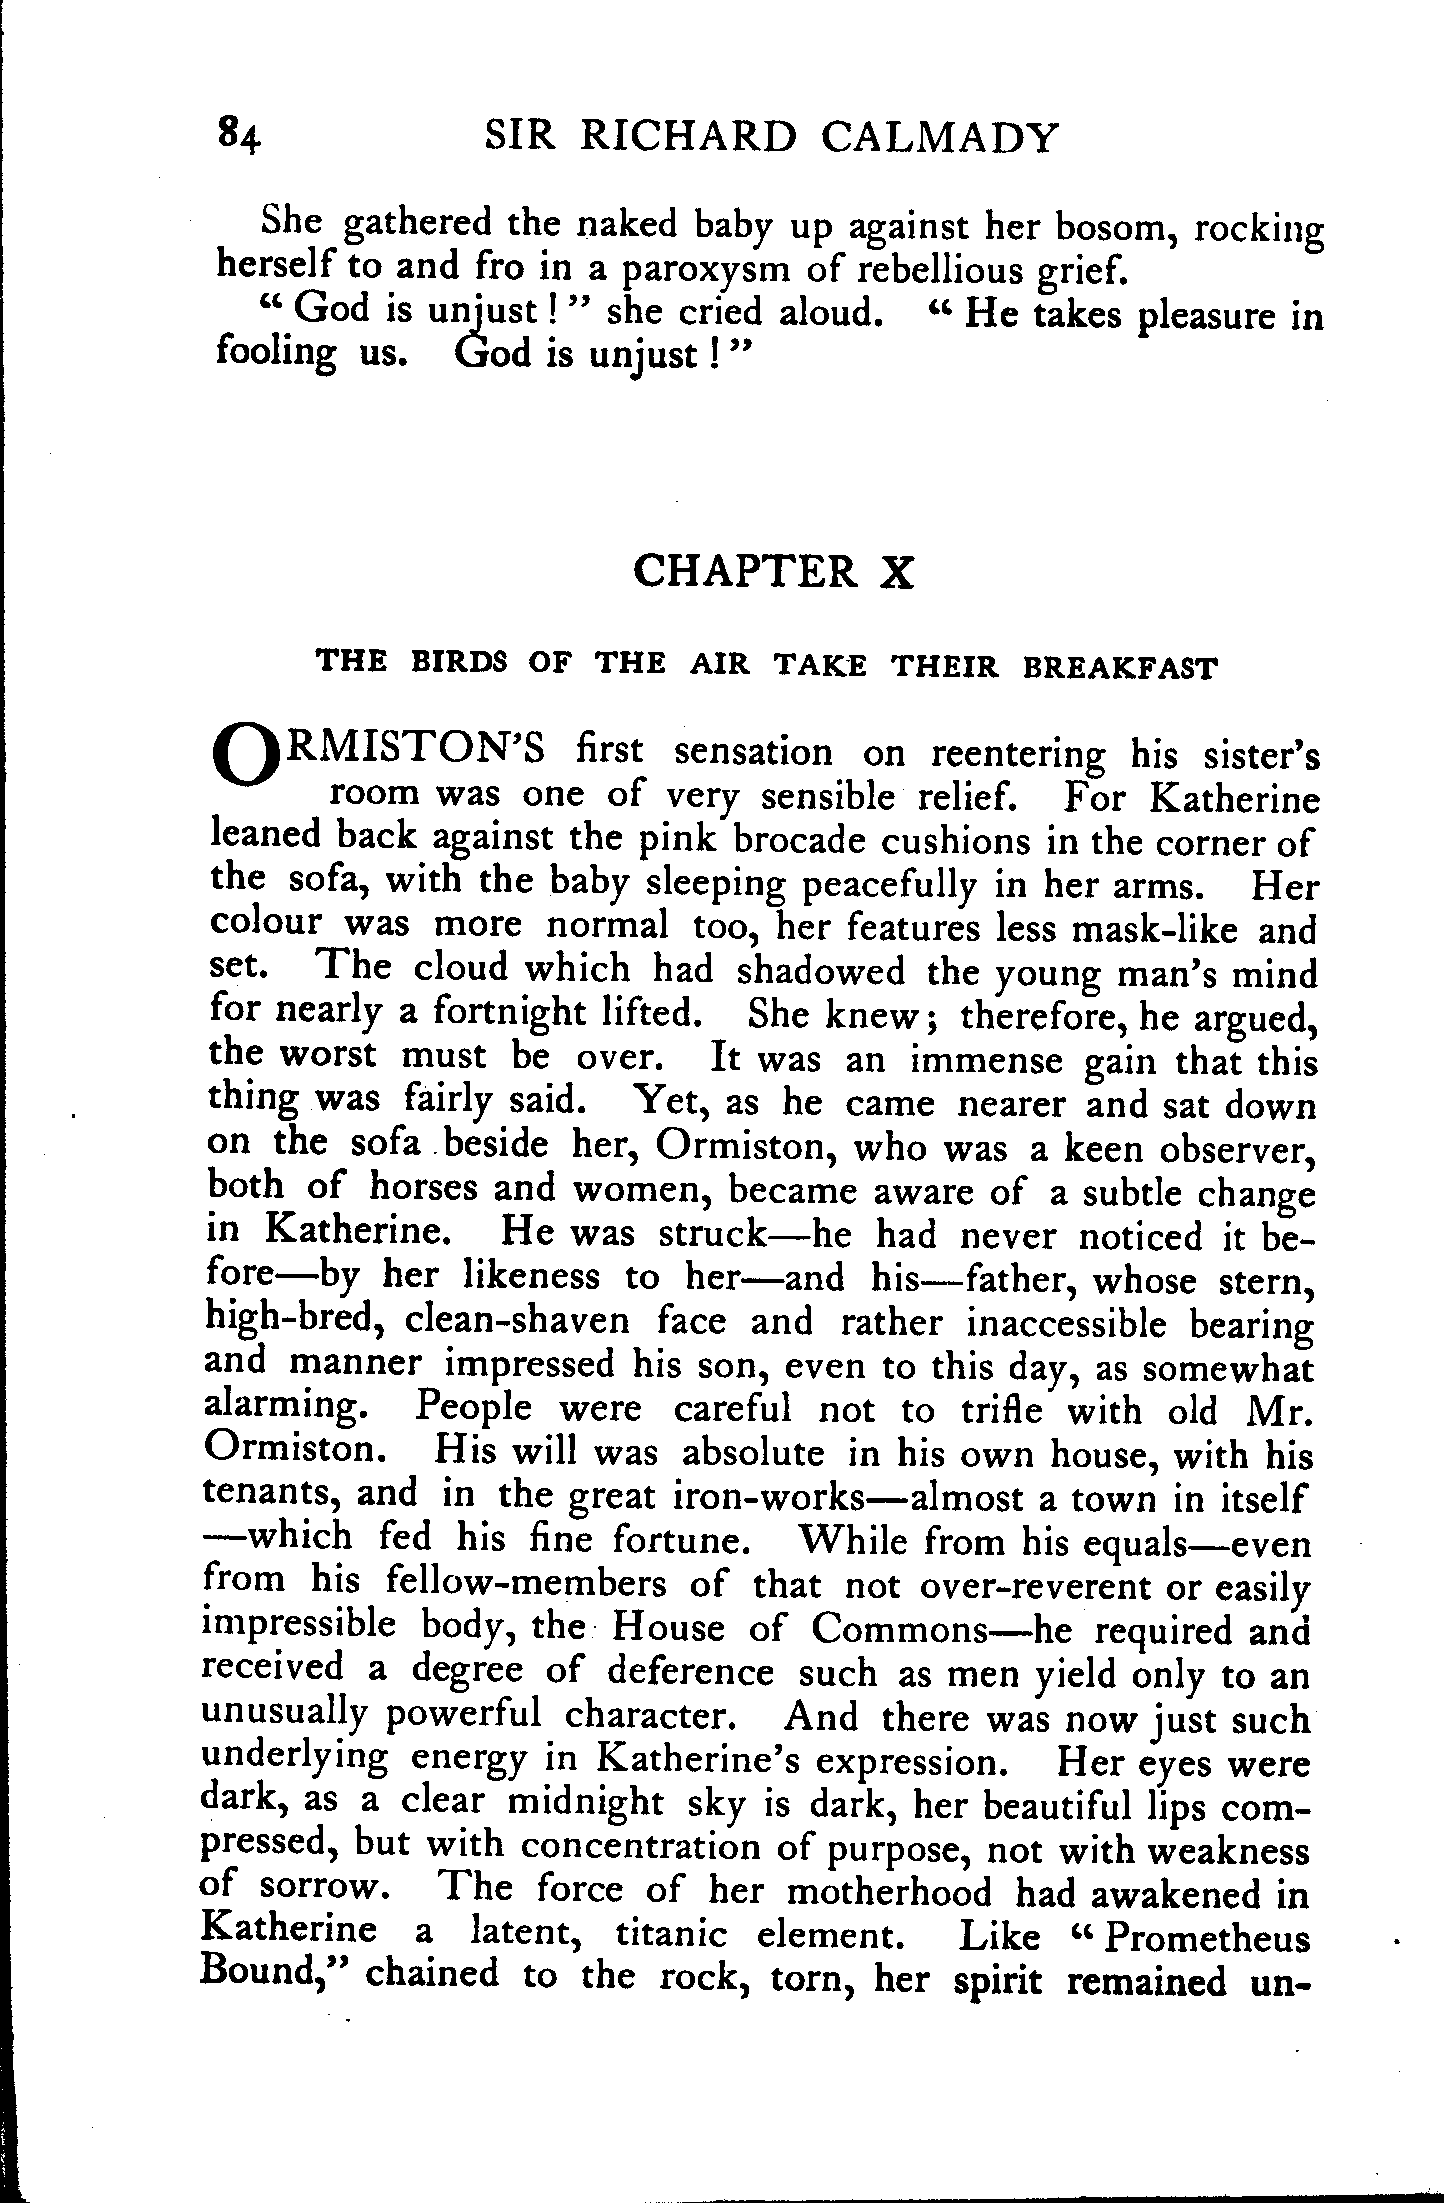 84 SIR RICHARD CALMADY
She gathered the naked baby up against her bosom, rocking
herself to and fro in a paroxysm of rebellious grief.
“ God is unjust ! ” she cried aloud. “ He takes pleasure in
fooling us. God is unjust ! ”
CHAPTER X
THE BIRDS OF THE AIR TAKE THEIR BREAKFAST
ORMISTON’S first sensation on reentering his sister’s
room was one of very sensible relief. For Katherine
leaned back against the pink brocade cushions in the corner of
the sofa, with the baby sleeping peacefully in her arms. Her
colour was more normal too, her features less mask-like and
set. The cloud which had shadowed the young man’s mind
for nearly a fortnight lifted. She knew; therefore, he argued,
the worst must be over. It was an immense gain that this
thing was fairly said. Yet, as he came nearer and sat down
on the sofa beside her, Ormiston, who was a keen observer,
both of horses and women, became aware of a subtle change
in Katherine. He was struck—he had never noticed it be-
fore—by her likeness to her—and his—father, whose stern,
high-bred, clean-shaven face and rather inaccessible bearing
and manner impressed his son, even to this day, as somewhat
alarming. People were careful not to trifle with old Mr.
Ormiston. His will was absolute in his own house, with his
tenants, and in the great iron-works—almost a town in itself
—which fed his fine fortune. While from his equals—even
from his fellow-members of that not over-reverent or easily
impressible body, the House of Commons—he required and
received a degree of deference such as men yield only to an
unusually powerful character. And there was now just such
underlying energy in Katherine’s expression. Her eyes were
dark, as a clear midnight sky is dark, her beautiful lips com-
pressed, but with concentration of purpose, not with weakness
of sorrow. The force of her motherhood had awakened in
Katherine a latent, titanic element. Like “ Prometheus
Bound,” chained to the rock, torn, her spirit remained un-